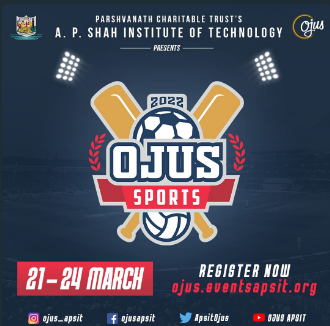 PARSHVANATH CHARITABLE TRUST'S
A. P. SHAH INSTITUTE OF TECHNOLOGY
PRESENTS
Ojus
2022
OJUS
SPORTS
21-24 MARCH
REGISTER NOW
ojus.eventsapsit.org
ojus_apsit
ojusapsit
ApsitOjus
OJUS APSIT